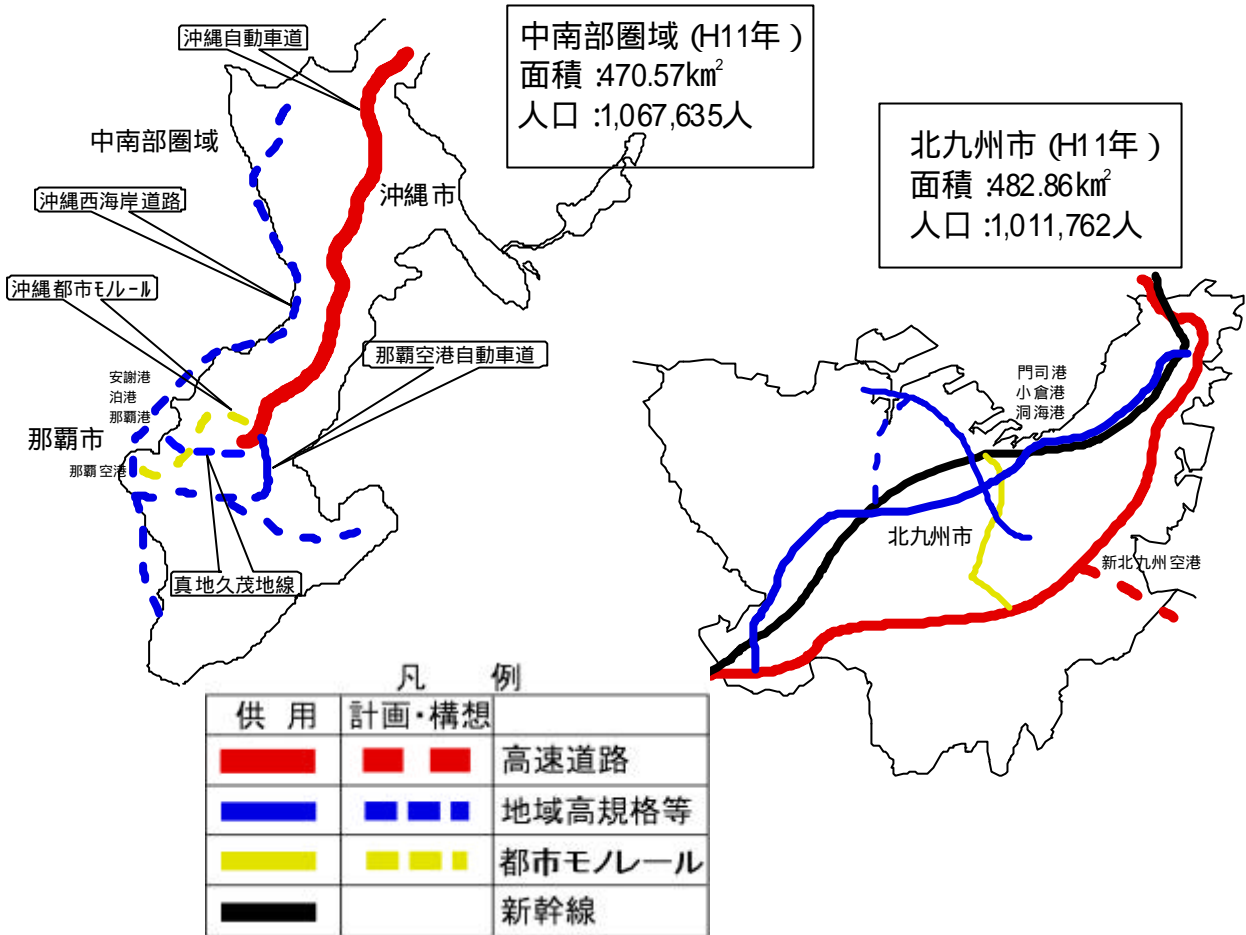 沖縄自動車道
中南部圏域 (H11年 )
面積 :470.57km²
人口 :1,067,635人
中南部圏域
沖縄市
沖縄西海岸道路
沖縄都市モノレール
那覇空港自動車道
安謝港
泊港
那覇港
那覇市
那覇空港
真地久茂地線
北九州市 (H11年 )
面積 :482.86km²
人口 :1,011,762人
門司港
小倉港
洞海港
北九州市
新北九州空港
凡 例
供 用 計画・構想
高速道路
地域高規格等
都市モノレール
新幹線